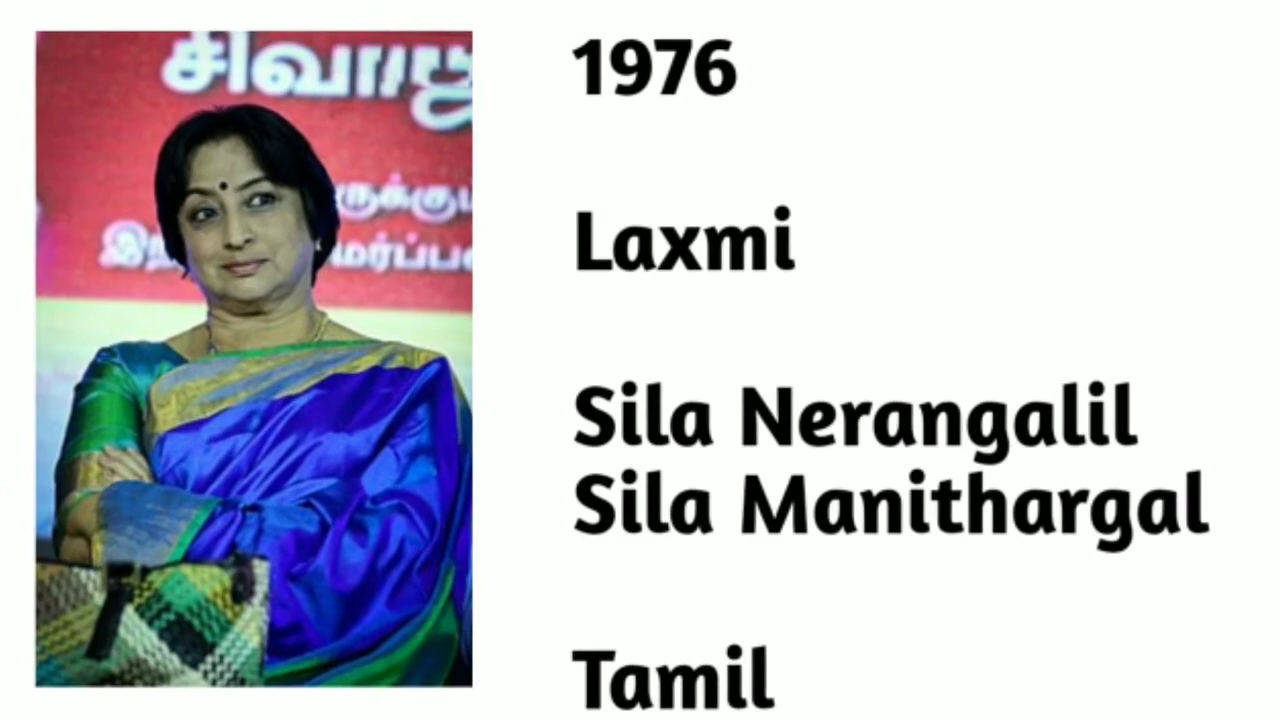 சிவாஜ
1976
Laxmi
Sila Nerangalil
Sila Manithargal
Tamil